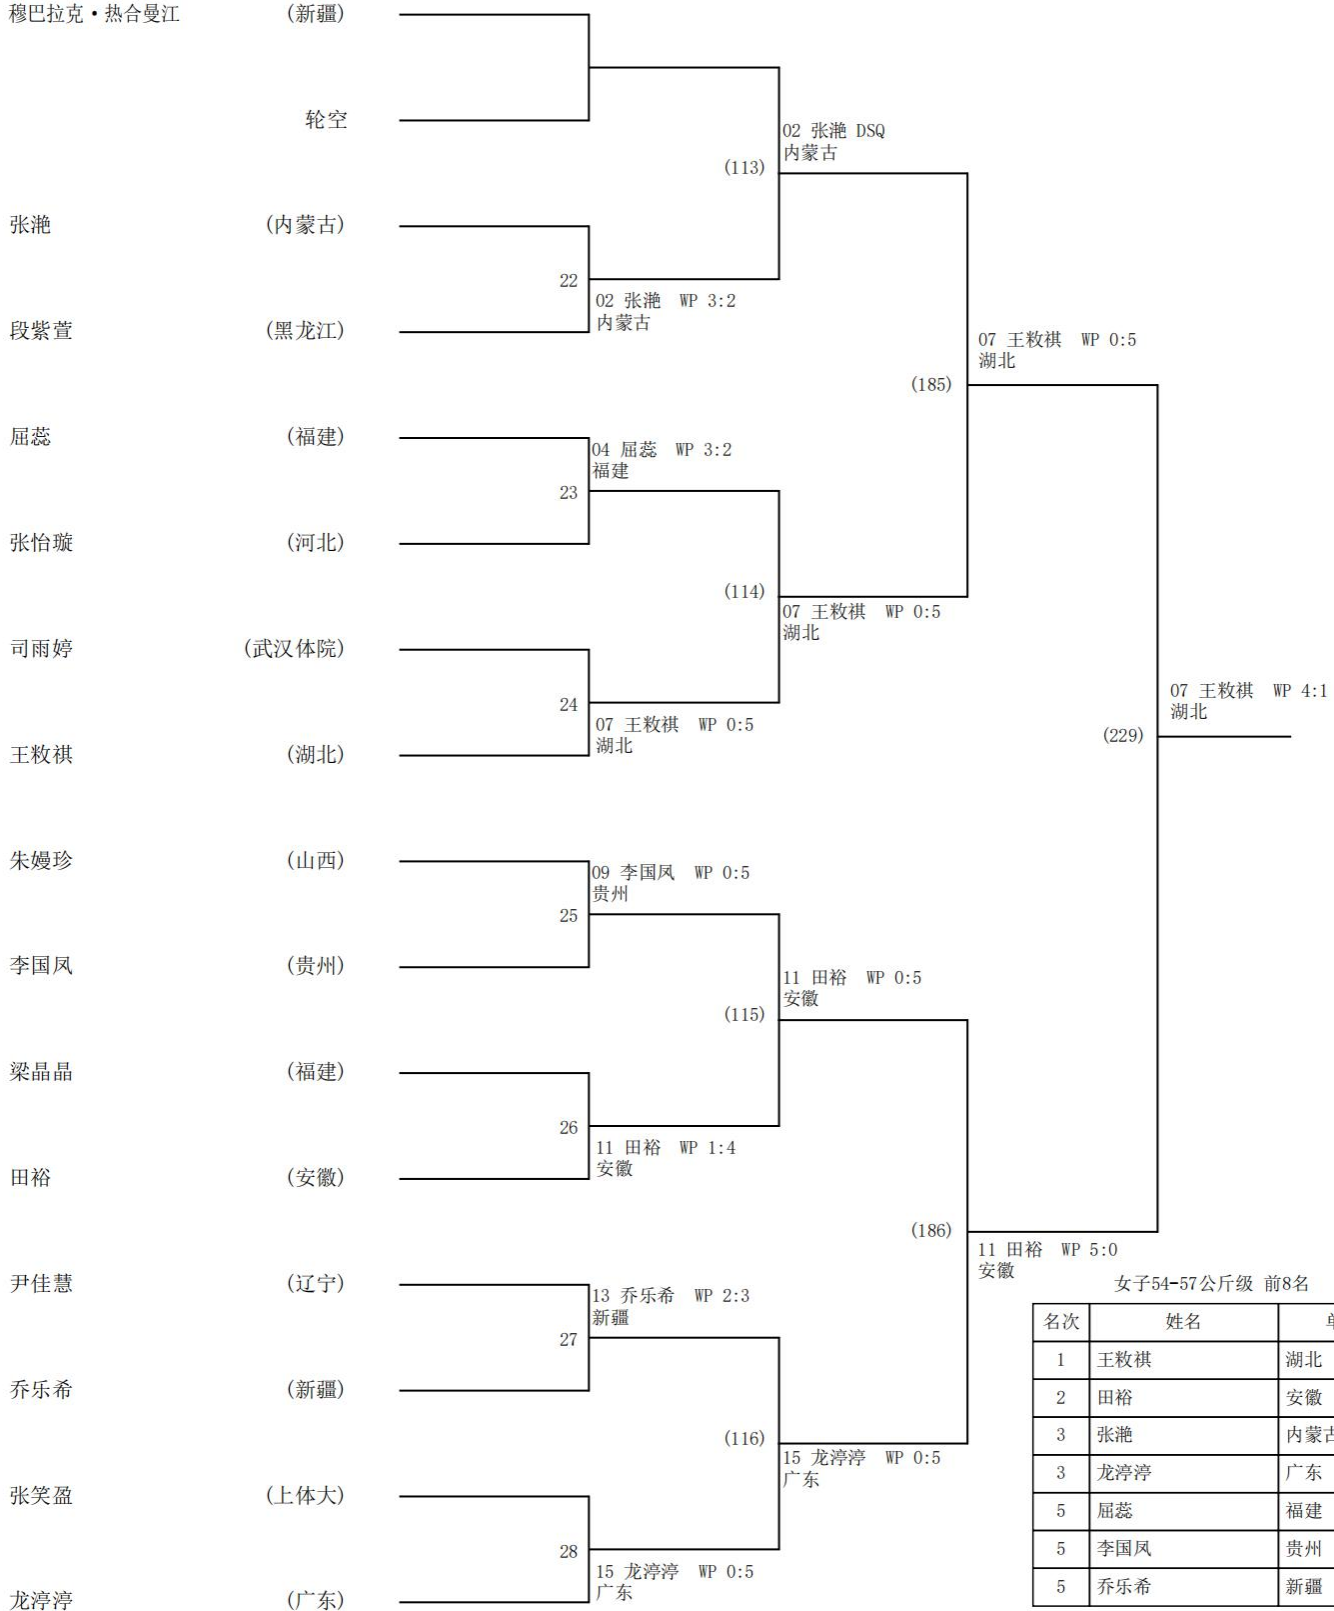 穆巴拉克·热合曼江 (新疆)
轮空
02 张滟 DSQ
内蒙古
(113)
张滟 (内蒙古)
22
02 张滟 WP 3:2
内蒙古
段紫萱 (黑龙江)
07 王敉祺 WP 0:5
湖北
(185)
屈蕊 (福建)
04 屈蕊 WP 3:2
福建
23
张怡璇 (河北)
(114)
07 王敉祺 WP 0:5
湖北
司雨婷 (武汉体院)
24
07 王敉祺 WP 0:5
湖北
王敉祺 (湖北)
07 王敉祺 WP 4:1
湖北
(229)
朱嫚珍 (山西)
09 李国凤 WP 0:5
贵州
25
李国凤 (贵州)
11 田裕 WP 0:5
安徽
(115)
梁晶晶 (福建)
26
11 田裕 WP 1:4
安徽
田裕 (安徽)
(186)
11 田裕 WP 5:0
安徽
尹佳慧 (辽宁)
13 乔乐希 WP 2:3
新疆
27
乔乐希 (新疆)
(116)
15 龙渟渟 WP 0:5
广东
张笑盈 (上体大)
28
15 龙渟渟 WP 0:5
广东
龙渟渟 (广东)
女子54-57公斤级 前8名
名次 姓名
1 王敉祺 湖北
2 田裕 安徽
3 张滟 内蒙古
3 龙渟渟 广东
5 屈蕊 福建
5 李国凤 贵州
5 乔乐希 新疆